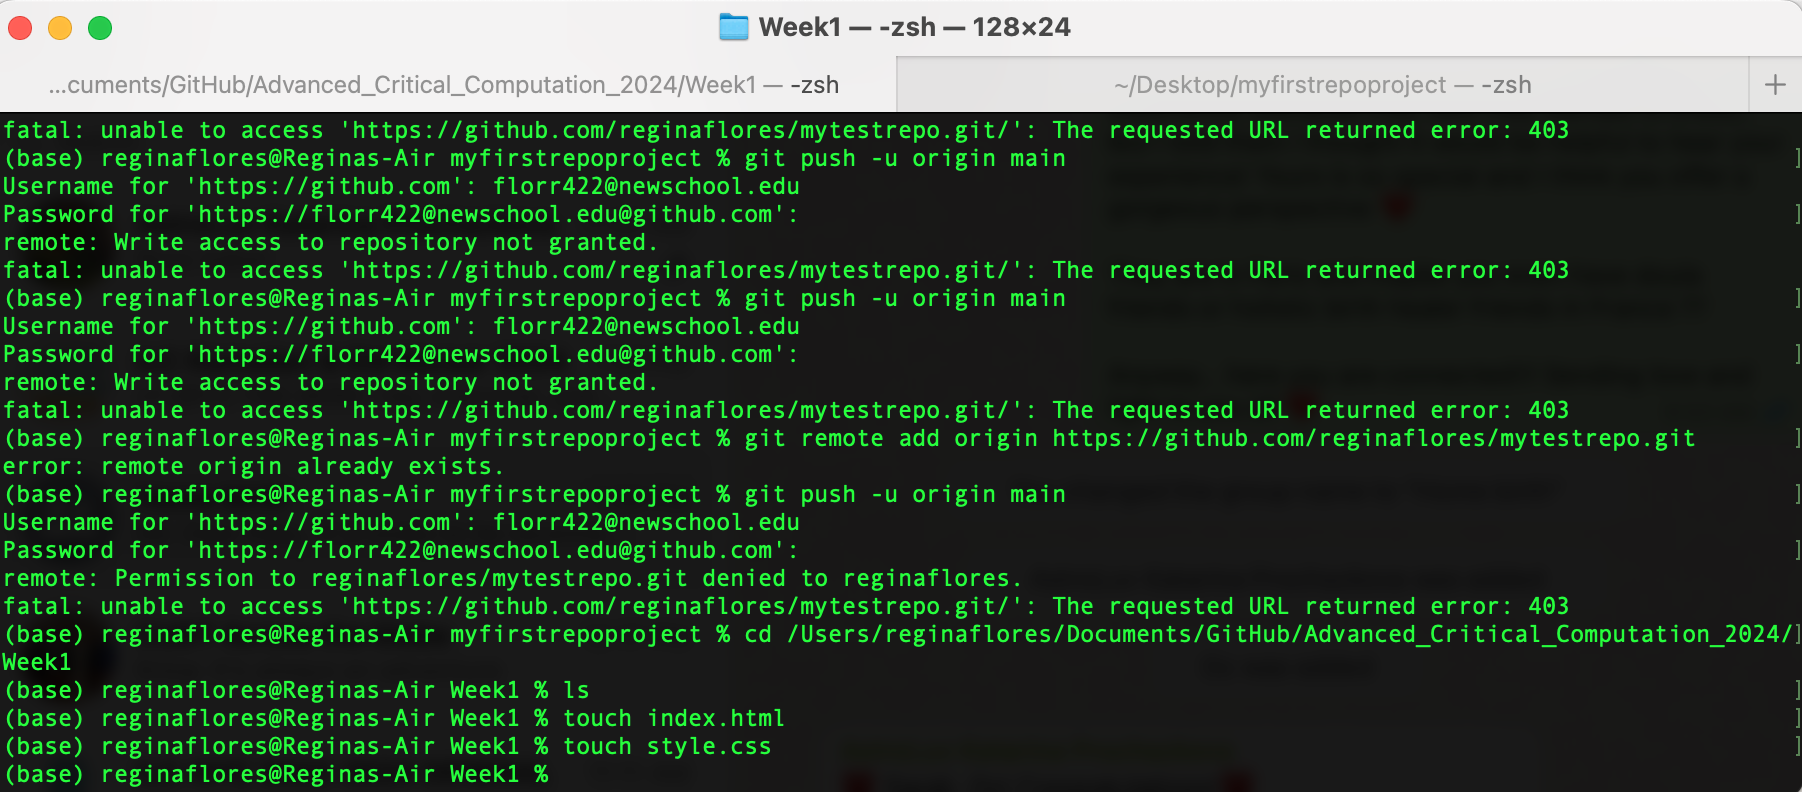 Week1 — -zsh — 128×24
...cuments/GitHub/Advanced_Critical_Computation_2024/Week1 — -zsh
~/Desktop/myfirstrepoproject — -zsh
fatal: unable to access 'https://github.com/reginaflores/mytestrepo.git/': The requested URL returned error: 403
(base) reginaflores@Reginas-Air myfirstrepoproject % git push -u origin main
Username for 'https://github.com': florr422@newschool.edu
Password for 'https://florr422@newschool.edu@github.com':
remote: Write access to repository not granted.
fatal: unable to access 'https://github.com/reginaflores/mytestrepo.git/': The requested URL returned error: 403
(base) reginaflores@Reginas-Air myfirstrepoproject % git push -u origin main
Username for 'https://github.com': florr422@newschool.edu
Password for 'https://florr422@newschool.edu@github.com':
remote: Write access to repository not granted.
fatal: unable to access 'https://github.com/reginaflores/mytestrepo.git/': The requested URL returned error: 403
(base) reginaflores@Reginas-Air myfirstrepoproject % git remote add origin https://github.com/reginaflores/mytestrepo.git
error: remote origin already exists.
(base) reginaflores@Reginas-Air myfirstrepoproject % git push -u origin main
Username for 'https://github.com': florr422@newschool.edu
Password for 'https://florr422@newschool.edu@github.com':
remote: Permission to reginaflores/mytestrepo.git denied to reginaflores.
fatal: unable to access 'https://github.com/reginaflores/mytestrepo.git/': The requested URL returned error: 403
(base) reginaflores@Reginas-Air myfirstrepoproject % cd /Users/reginaflores/Documents/GitHub/Advanced_Critical_Computation_2024/
Week1
(base) reginaflores@Reginas-Air Week1 % ls
(base) reginaflores@Reginas-Air Week1 % touch index.html
(base) reginaflores@Reginas-Air Week1 % touch style.css
(base) reginaflores@Reginas-Air Week1 %